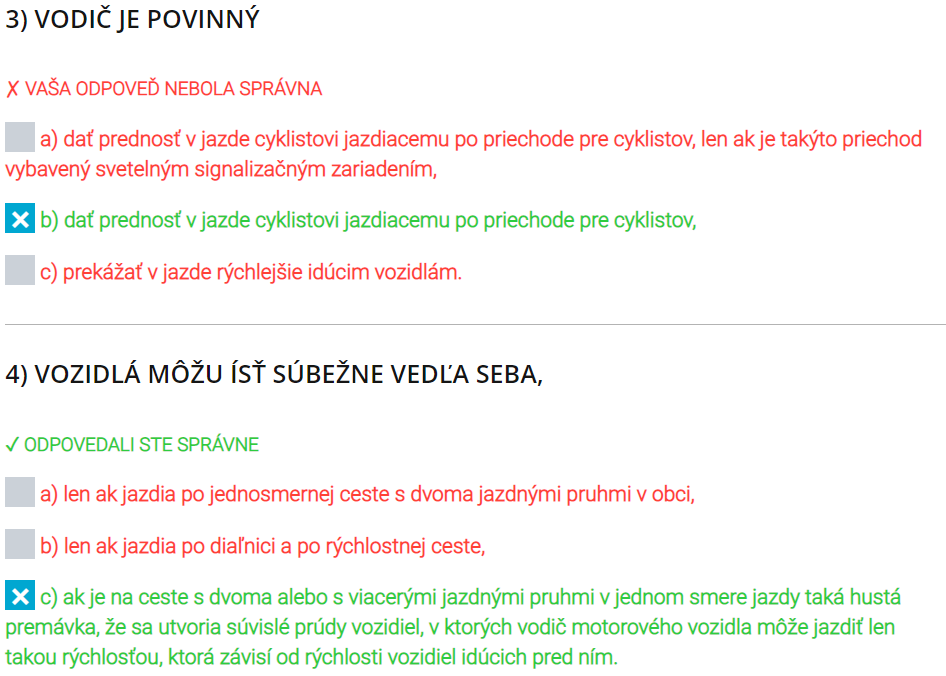 3) VODIČ JE POVINNÝ
✗ VAŠA ODPOVEĎ NEBOLA SPRÁVNA
a) dať prednosť v jazde cyklistovi jazdiacemu po priechode pre cyklistov, len ak je takýto priechod
vybavený svetelným signalizačným zariadením,
b) dať prednosť v jazde cyklistovi jazdiacemu po priechode pre cyklistov,
c) prekážať v jazde rýchlejšie idúcim vozidlám.
4) VOZIDLÁ MÔŽU ÍSŤ SÚBEŽNE VEDĽA SEBA,
✓ ODPOVEDALI STE SPRÁVNE
a) len ak jazdia po jednosmernej ceste s dvoma jazdnými pruhmi v obci,
b) len ak jazdia po diaľnici a po rýchlostnej ceste,
c) ak je na ceste s dvoma alebo s viacerými jazdnými pruhmi v jednom smere jazdy taká hustá
premávka, že sa utvoria súvislé prúdy vozidiel, v ktorých vodič motorového vozidla môže jazdiť len
takou rýchlosťou, ktorá závisí od rýchlosti vozidiel idúcich pred ním.